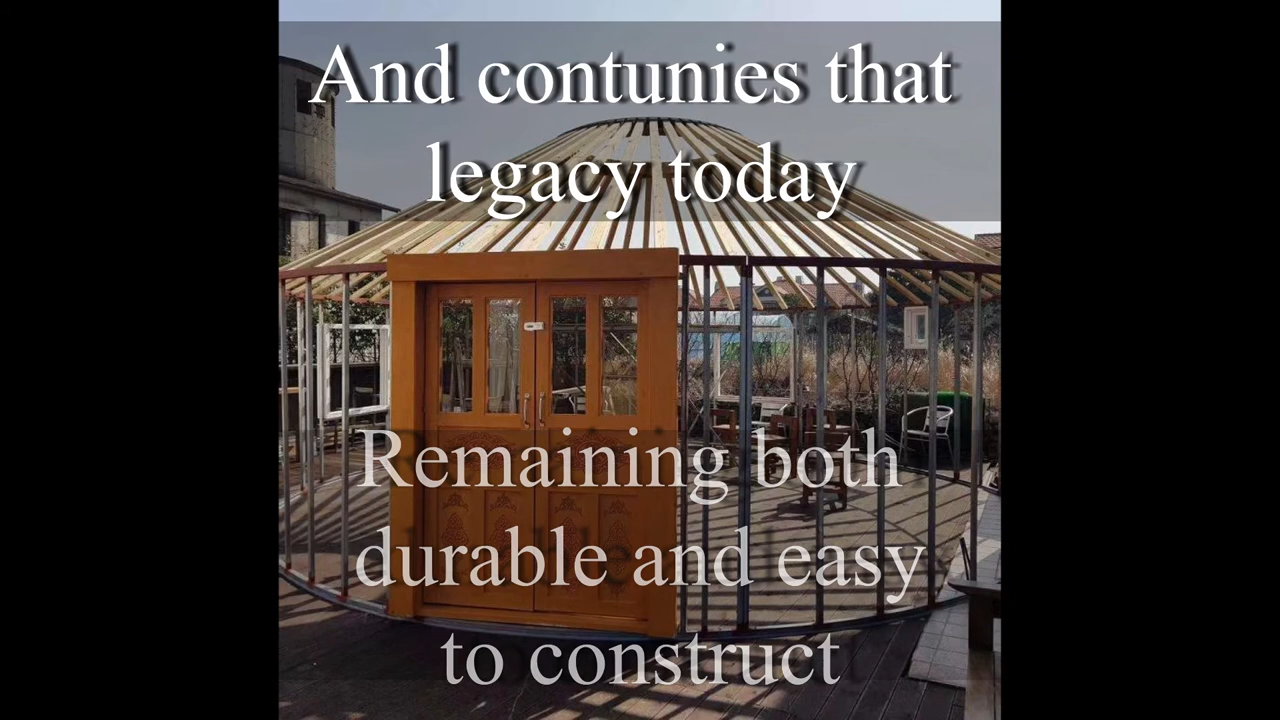 And contunies that
legacy today
Remaining both
durable and easy
to construct